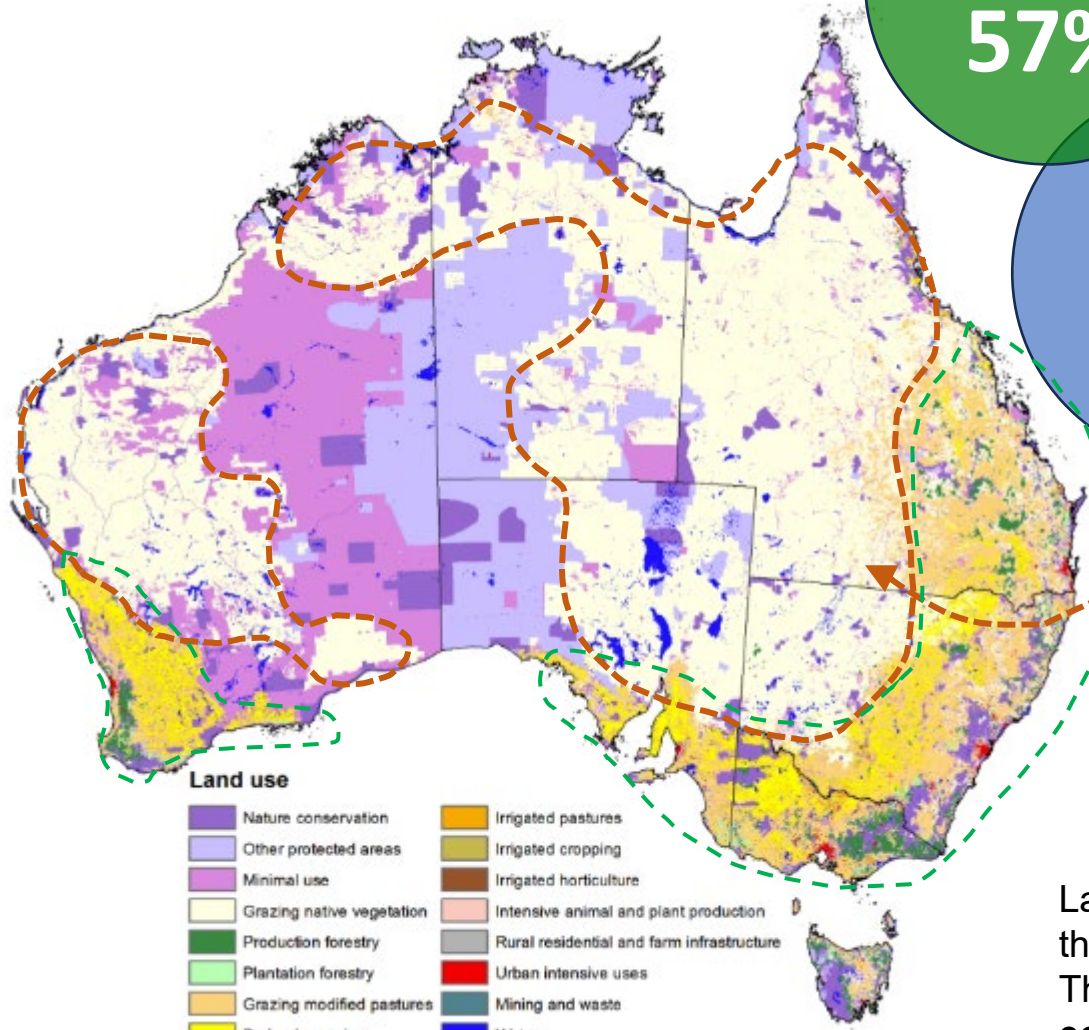 57%
Land use
Nature conservation
Other protected areas
Minimal use
Grazing native vegetation
Production forestry
Plantation forestry
Grazing modified pastures
Irrigated pastures
Irrigated cropping
Irrigated horticulture
Intensive animal and plant production
Rural residential and farm infrastructure
Urban intensive uses
Mining and waste
La
th
Th